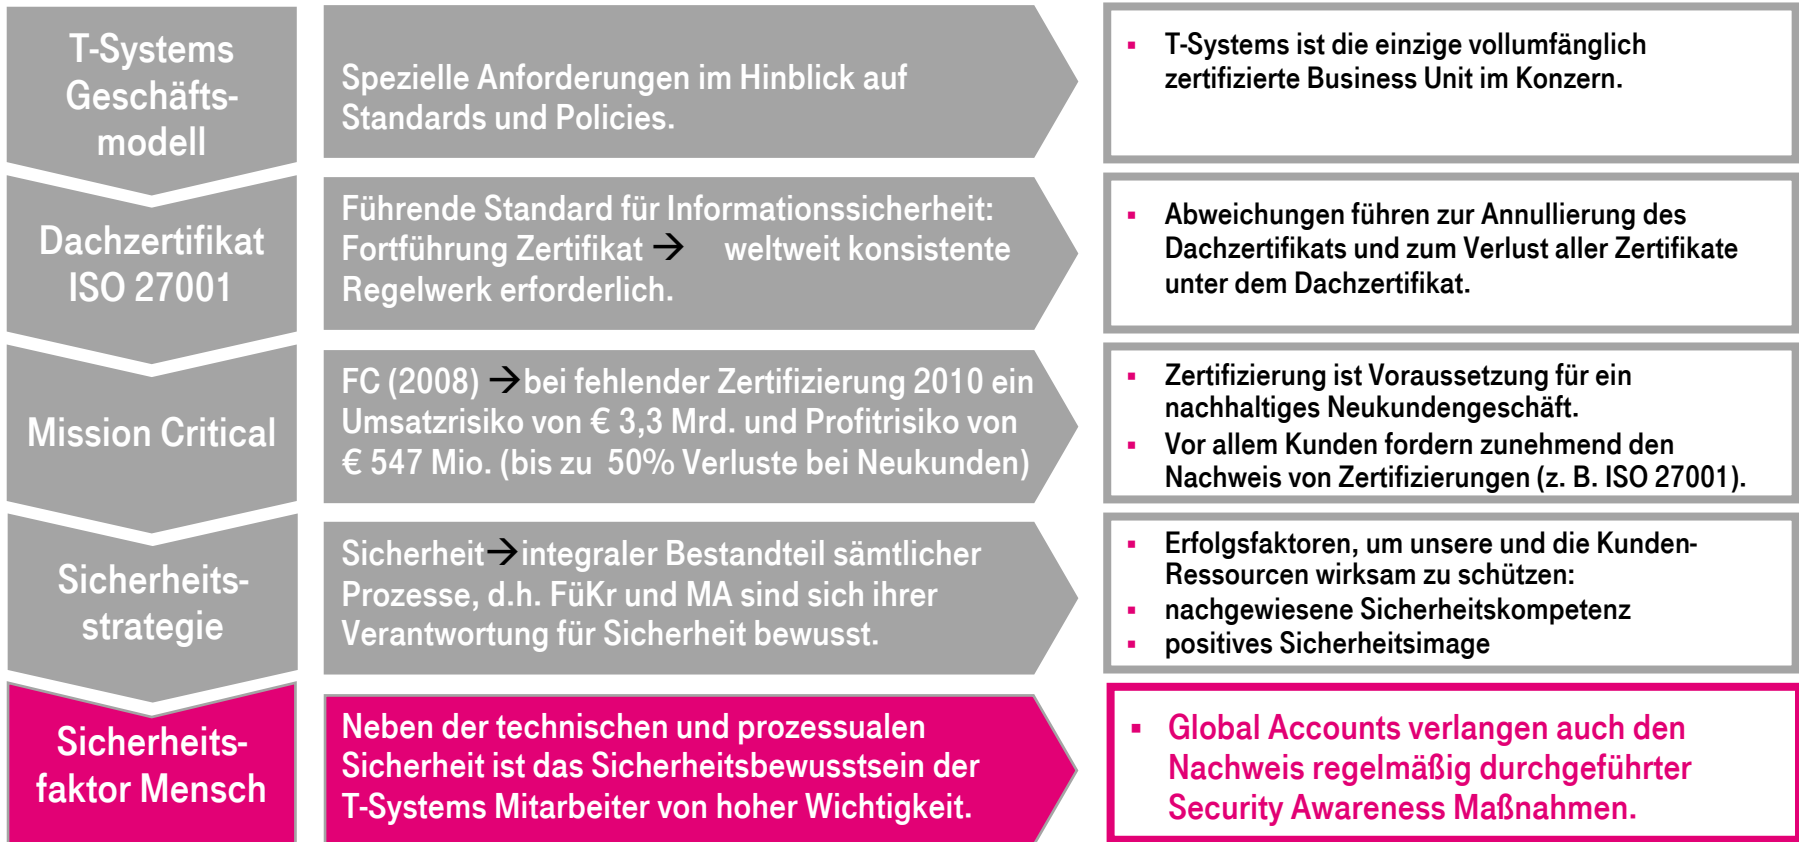 T-Systems
Geschäfts-
modell
Spezielle Anforderungen im Hinblick auf
Standards und Policies.
▪ T-Systems ist die einzige vollumfänglich
zertifizierte Business Unit im Konzern.
Dachzertifikat
ISO 27001
Führende Standard für Informationssicherheit:
Fortführung Zertifikat → weltweit konsistente
Regelwerk erforderlich.
▪ Abweichungen führen zur Annullierung des
Dachzertifikats und zum Verlust aller Zertifikate
unter dem Dachzertifikat.
Mission Critical
FC (2008) → bei fehlender Zertifizierung 2010 ein
Umsatzrisiko von € 3,3 Mrd. und Profitrisiko von
€ 547 Mio. (bis zu 50% Verluste bei Neukunden)
▪ Zertifizierung ist Voraussetzung für ein
nachhaltiges Neukundengeschäft.
▪ Vor allem Kunden fordern zunehmend den
Nachweis von Zertifizierungen (z. B. ISO 27001).
Sicherheits-
strategie
Sicherheit → integraler Bestandteil sämtlicher
Prozesse, d.h. FüKr und MA sind sich ihrer
Verantwortung für Sicherheit bewusst.
▪ Erfolgsfaktoren, um unsere und die Kunden-
Ressourcen wirksam zu schützen:
▪ nachgewiesene Sicherheitskompetenz
▪ positives Sicherheitsimage
Sicherheits-
faktor Mensch
Neben der technischen und prozessualen
Sicherheit ist das Sicherheitsbewusstsein der
T-Systems Mitarbeiter von hoher Wichtigkeit.
▪ Global Accounts verlangen auch den
Nachweis regelmäßig durchgeführter
Security Awareness Maßnahmen.